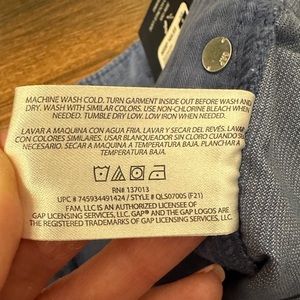 MACHINE WASH COLD. TURN GARMENT INSIDE OUT BEFORE WASH AND
DRY. WASH WITH SIMILAR COLORS. USE NON-CHLORINE BLEACH WHEN
NEEDED. TUMBLE DRY LOW. LOW IRON WHEN NEEDED.
LAVAR A MAQUINA CON AGUA FRIA. LAVAR Y SECAR DEL REVÉS. LAVAR
CON COLORES SIMILARES. USAR BLANQUEADOR SIN CLORO CUANDO SEA
NECESARIO. SECAR A MAQUINA A TEMPERATURA BAJA. PLANCHAR A
TEMPERATURA BAJA.
RN# 137013
UPC # 745934491424 / STYLE # QLS0700S (F21)
FAM, LLC IS AN AUTHORIZED LICENSEE OF
GAP LICENSING SERVICES, LLC. GAP® AND THE GAP LOGOS ARE
THE REGISTERED TRADEMARKS OF GAP LICENSING SERVICES, LLC.